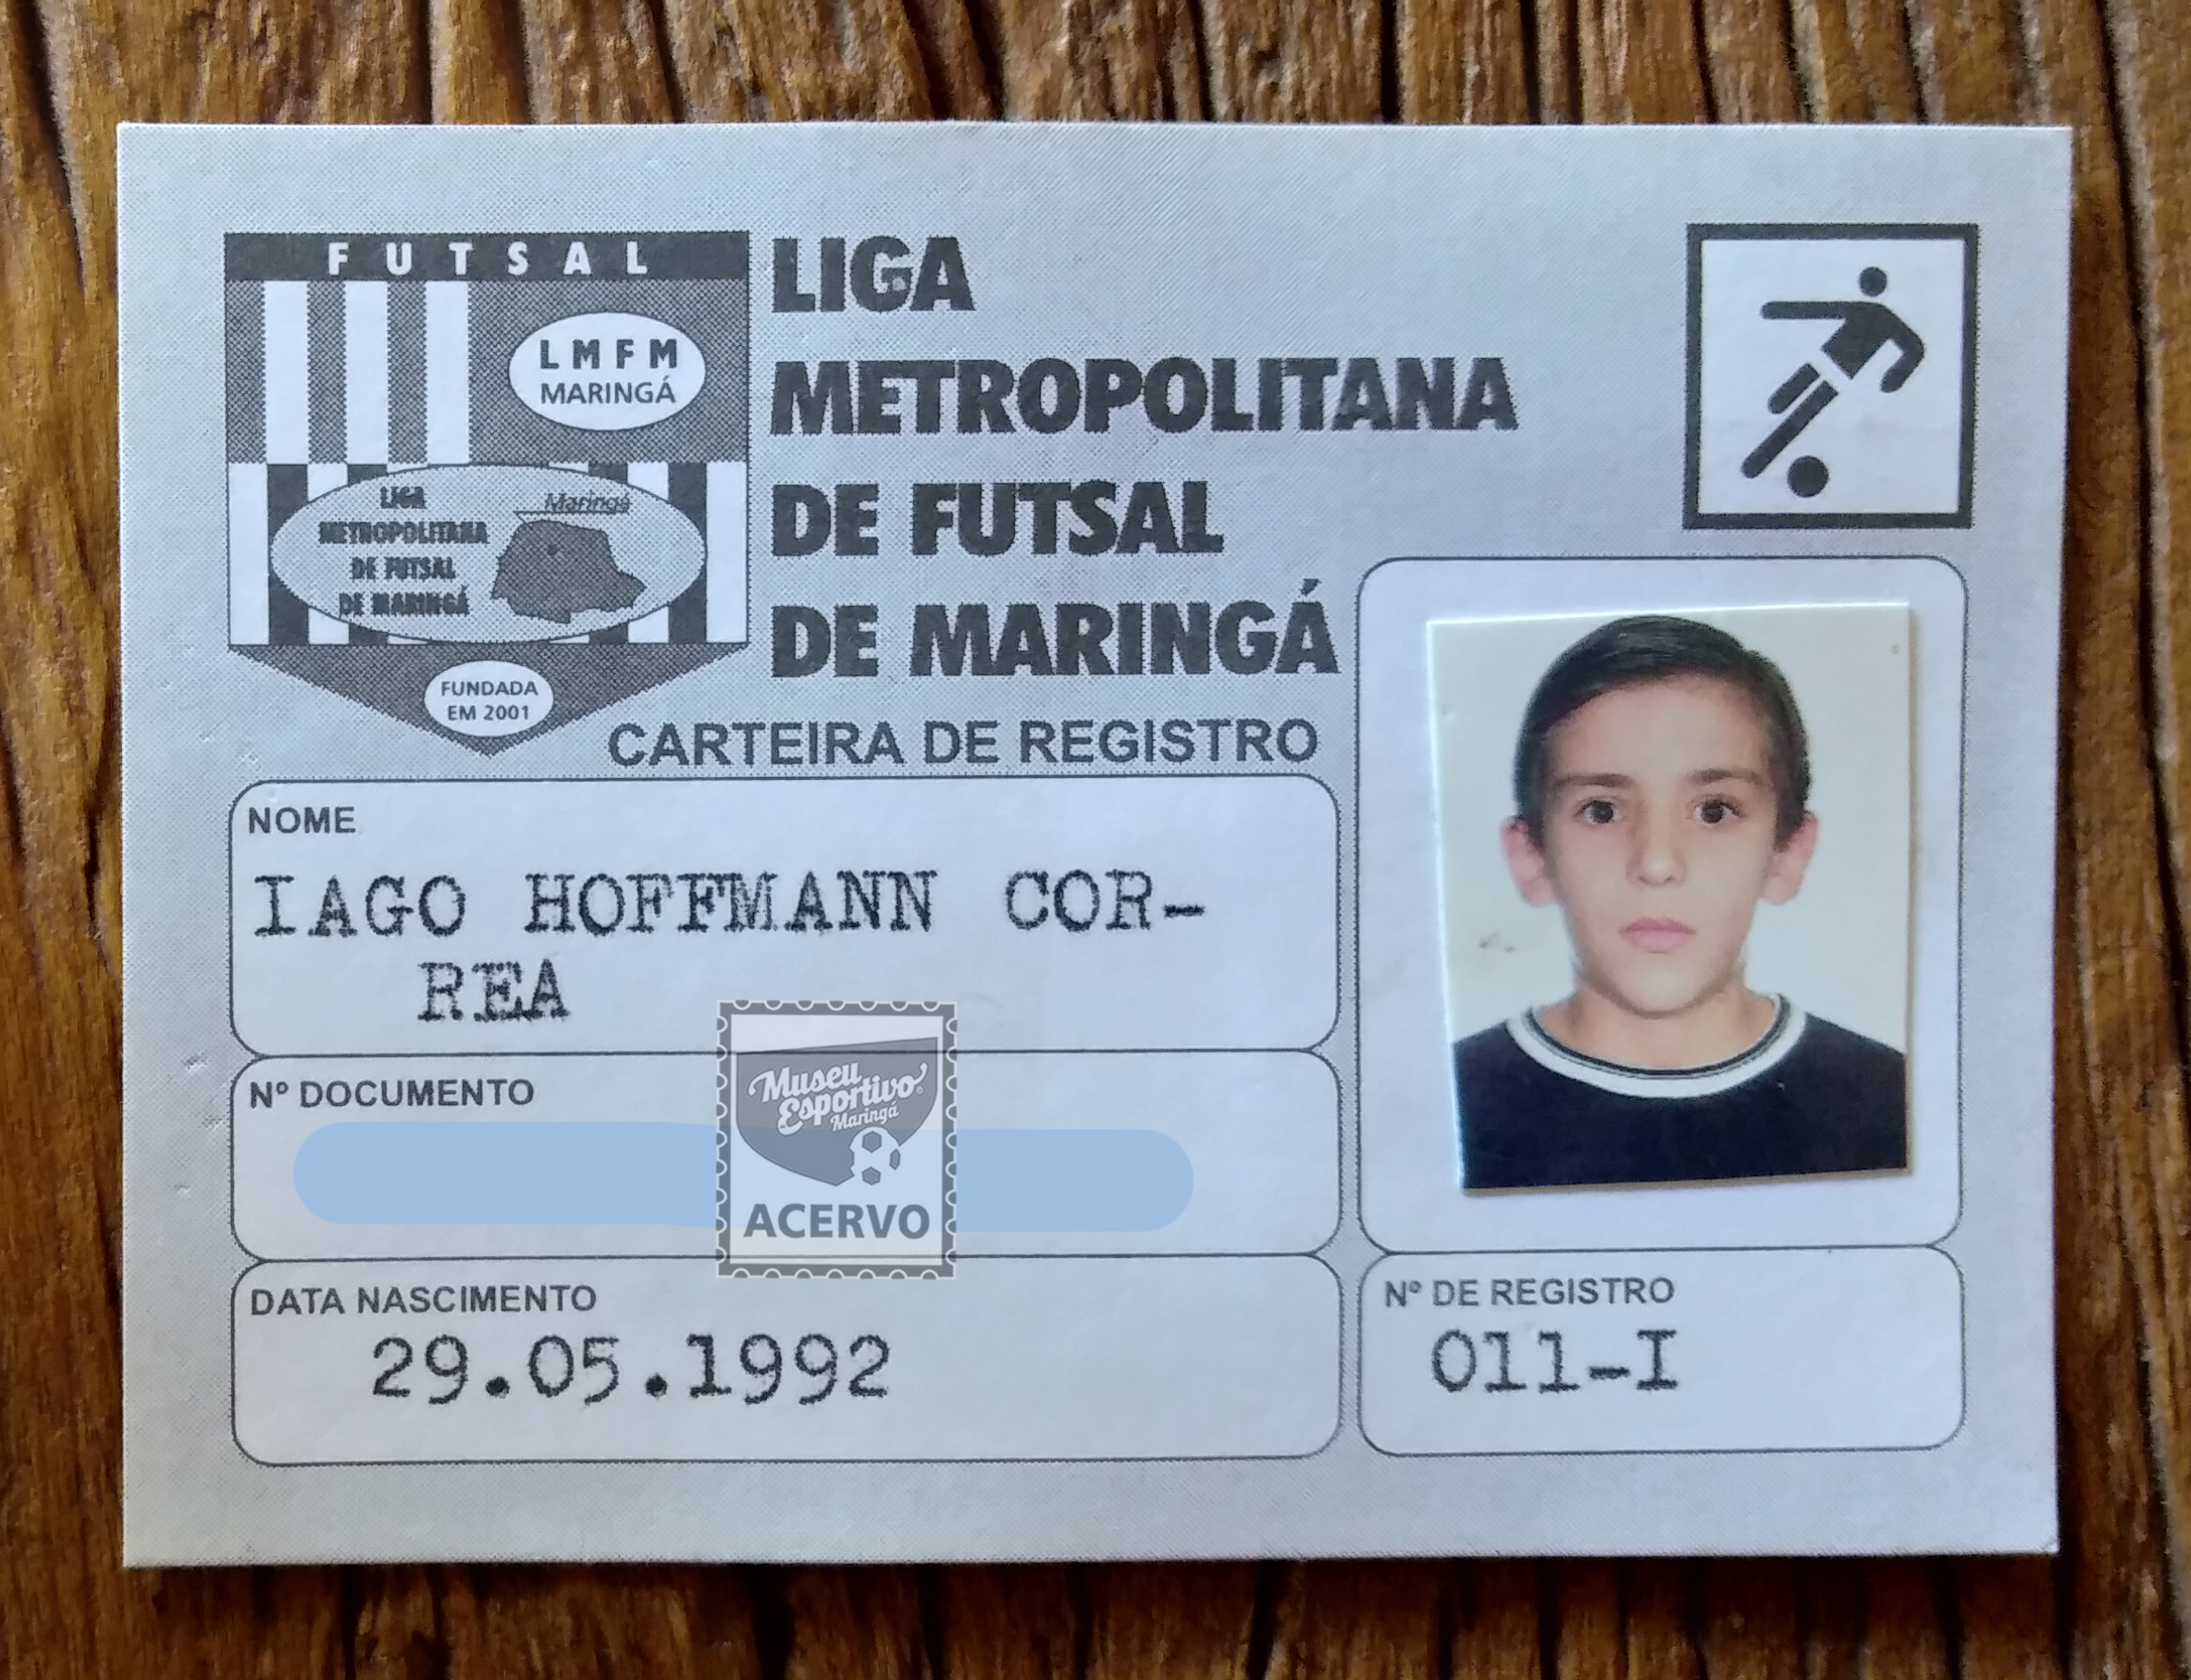 FUTSAL
LMFM
MARINGÁ
LIGA
METROPOLITANA
DE FUTSAL
DE MARINGÁ
Maringá
FUNDADA
EM 2001
LIGA
METROPOLITANA
DE FUTSAL
DE MARINGÁ
CARTEIRA DE REGISTRO
NOME
IAGO HOFFMANN COR-
REA
Nº DOCUMENTO
Museu
Esportivo
Maringá
ACERVO
DATA NASCIMENTO
29.05.1992
Nº DE REGISTRO
011-I